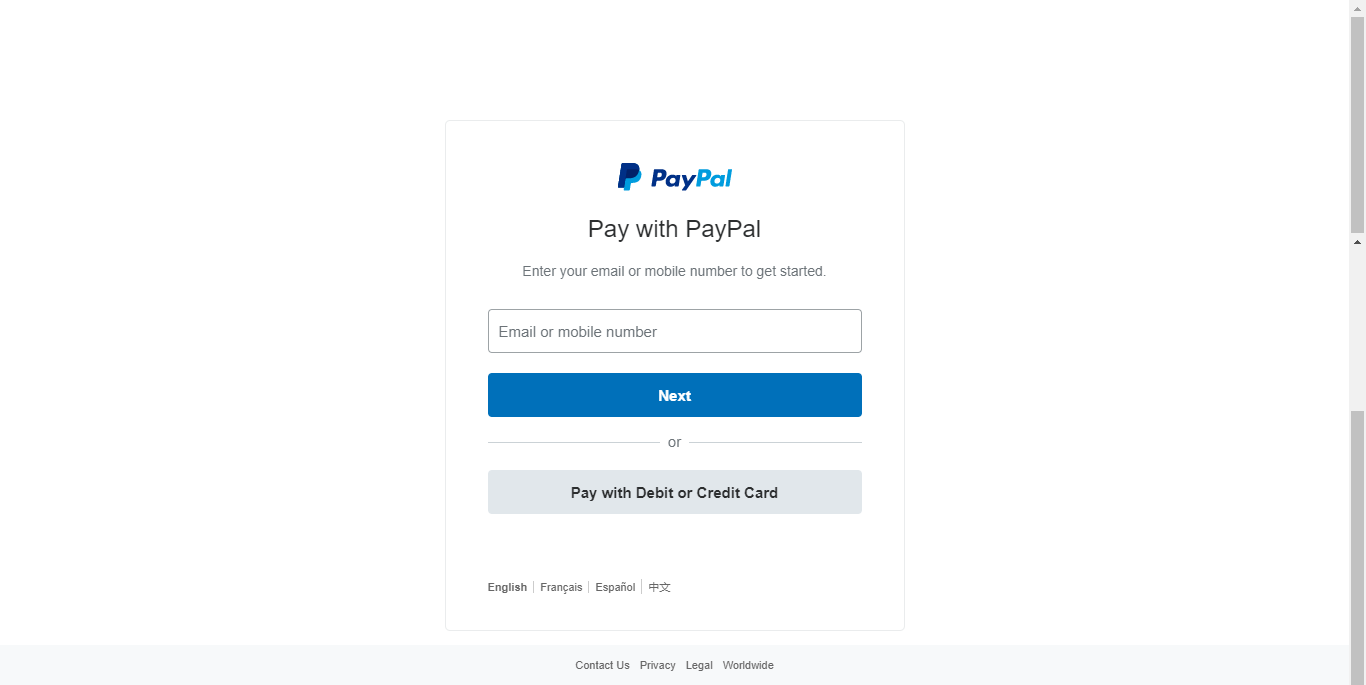 PayPal
Pay with PayPal
Enter your email or mobile number to get started.
Email or mobile number
Next
or
Pay with Debit or Credit Card
English Français Español 中文
Contact Us Privacy Legal Worldwide